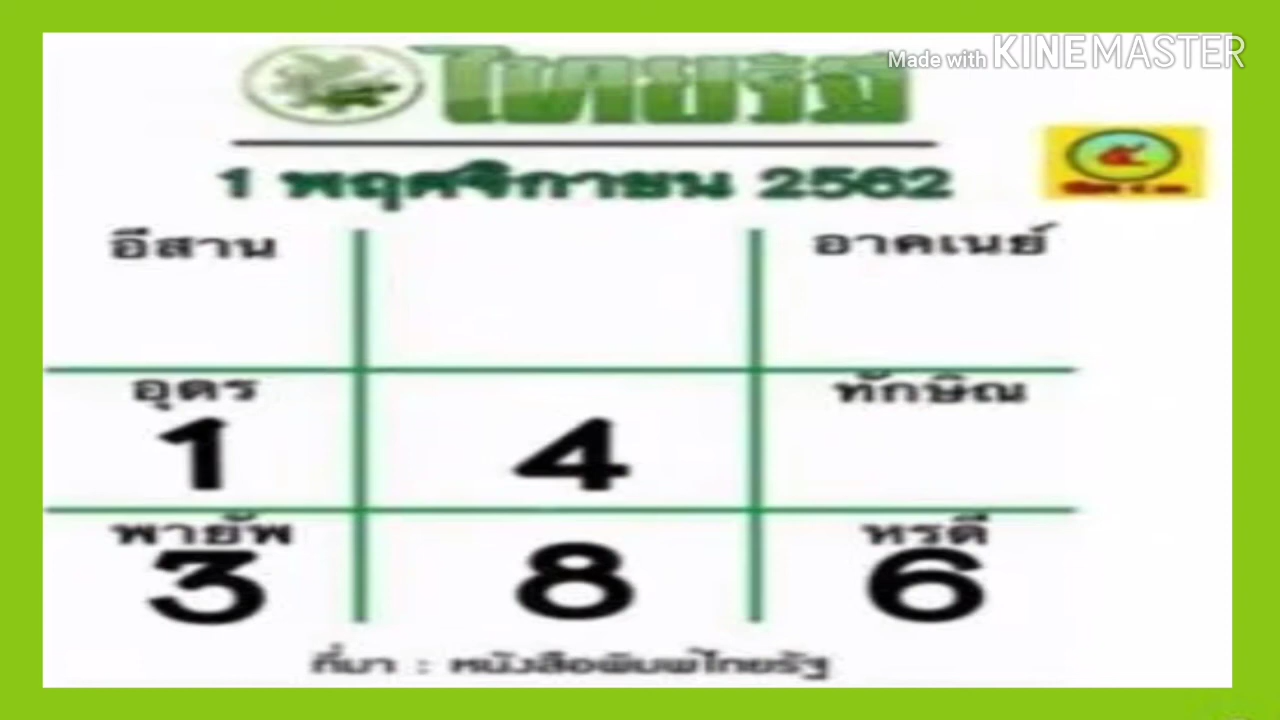 Made with KINEMASTER
ไทยรัฐ
1 พฤศจิกายน 2562
อีสาน อาคเนย์
อุดร ทักษิณ
1 4
พายัพ หรดี
3 8 6
ที่มา : หนังสือพิมพ์ไทยรัฐ